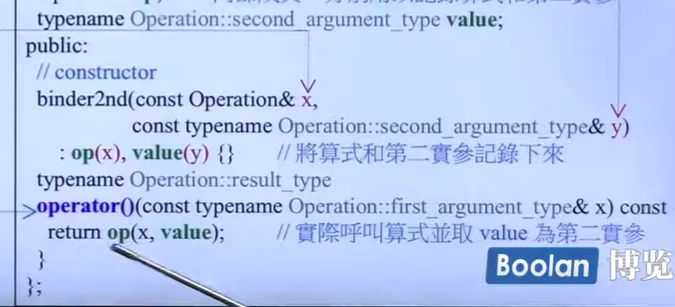 typename Operation::second_argument_type value;
public:
// constructor
binder2nd(const Operation& x,
const typename Operation::second_argument_type& y)
: op(x), value(y) {} // 將算式和第二實參記錄下來
typename Operation::result_type
operator()(const typename Operation::first_argument_type& x) const
return op(x, value); // 實際呼叫算式並取 value 為第二實參
}
};
Boolan 博览